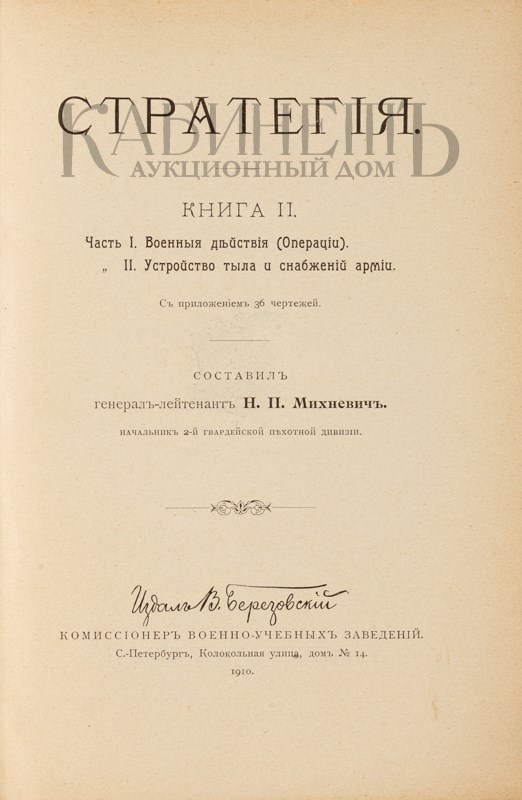 СТРАТЕГІЯ.
КАБИНЕТЪ
АУКЦИОННЫЙ ДОМ
КНИГА II.
Часть I. Военныя дѣйствія (Операціи).
„ II. Устройство тыла и снабженій арміи.
Съ приложеніемъ 36 чертежей.
СОСТАВИЛЪ
генералъ-лейтенантъ Н. П. Михневичъ.
НАЧАЛЬНИКЪ 2-Й ГВАРДЕЙСКОЙ ПѢХОТНОЙ ДИВИЗІИ.
Издалъ В. Березовскій
КОМИССІОНЕРЪ ВОЕННО-УЧЕБНЫХЪ ЗАВЕДЕНІЙ.
С.-Петербургъ, Колокольная улица, домъ № 14.
1910.